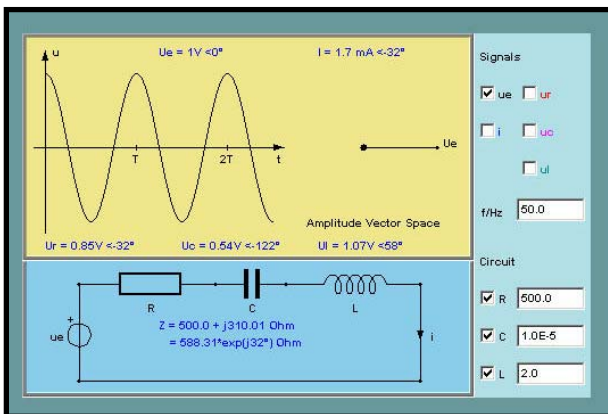 u
Ue = 1V <0°
I = 1.7 mA <-32°
T
2T
t
Ue
Amplitude Vector Space
Ur = 0.85V <-32°
Uc = 0.54V <-122°
Ul = 1.07V <58°
Signals
ue
ur
i
uc
ul
f/Hz
50.0
Circuit
R
500.0
C
1.0E-5
L
2.0
R
C
L
Z = 500.0 + j310.01 Ohm
= 588.31*exp(j32°) Ohm
+
ue
i